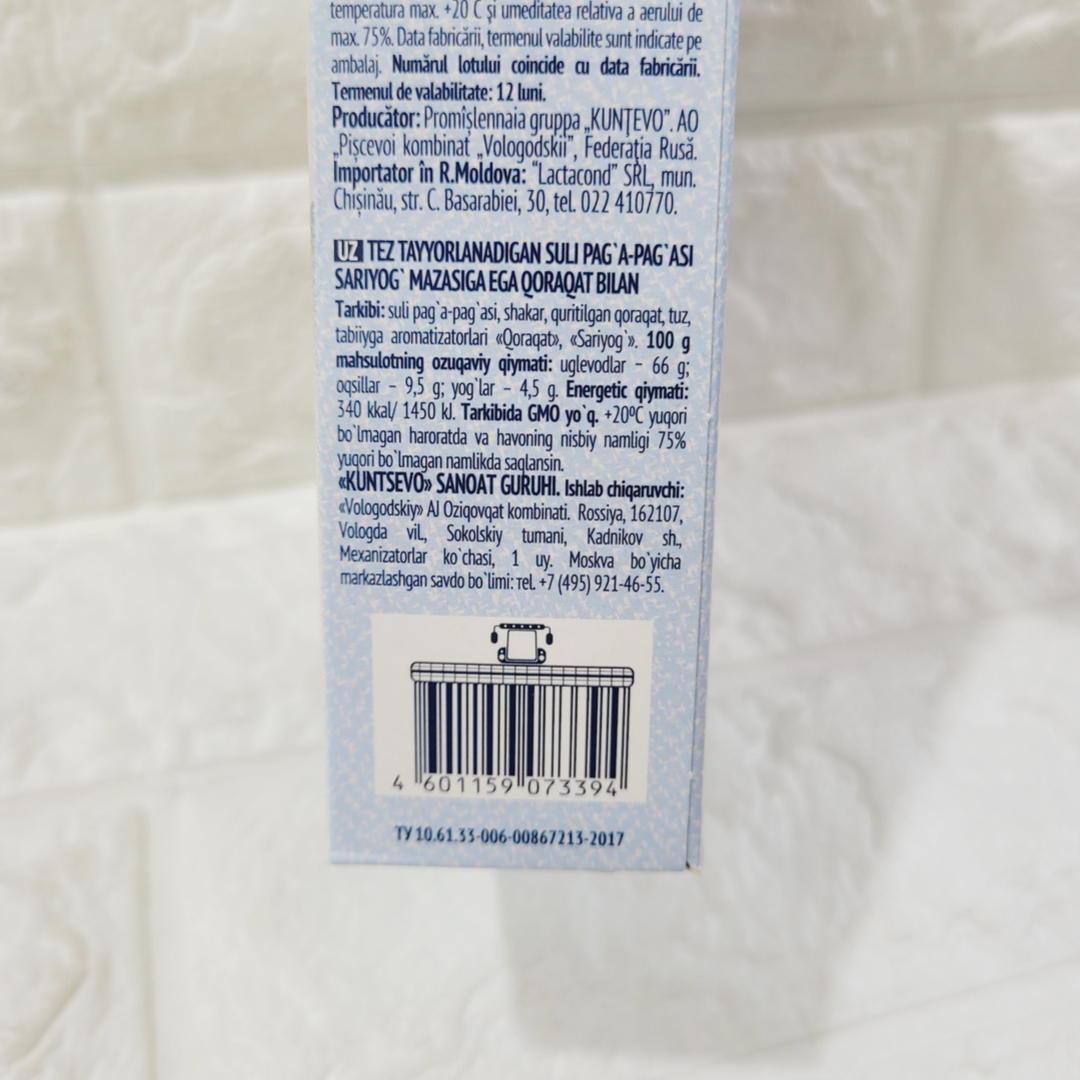 temperatura max. +20 C şi umeditatea relativa a aerului de
max. 75%. Data fabricării, termenul valabilite sunt indicate pe
ambalaj. Numărul lotului coincide cu data fabricării.
Termenul de valabilitate: 12 luni.
Producător: Promîşlennaia gruppa „KUNŢEVO". AO
„Pişcevoi kombinat „Vologodskii", Federaţia Rusă.
Importator în R.Moldova: "Lactacond" SRL, mun.
Chişinău, str. C. Basarabiei, 30, tel. 022 410770.
UZ TEZ TAYYORLANADIGAN SULI PAG`A-PAG`ASI
SARIYOG` MAZASIGA EGA QORAQAT BILAN
Tarkibi: suli pag`a-pag`asi, shakar, quritilgan qoraqat, tuz,
tabiiyga aromatizatorlari «Qoraqat», «Sariyog`». 100 g
mahsulotning ozuqaviy qiymati: uglevodlar – 66 g;
oqsillar – 9,5 g; yog`lar – 4,5 g. Energetic qiymati:
340 kkal/ 1450 kJ. Tarkibida GMO yo`q. +20ºC yuqori
bo`lmagan haroratda va havoning nisbiy namligi 75%
yuqori bo`lmagan namlikda saqlansin.
«KUNTSEVO» SANOAT GURUHI. Ishlab chiqaruvchi:
«Vologodskiy» AJ Oziqovqat kombinati. Rossiya, 162107,
Vologda vil., Sokolskiy tumani, Kadnikov sh.,
Mexanizatorlar ko`chasi, 1 uy. Moskva bo`yicha
markazlashgan savdo bo`limi: тел. +7 (495) 921-46-55.
4 601159 073394
ТУ 10.61.33-006-00867213-2017